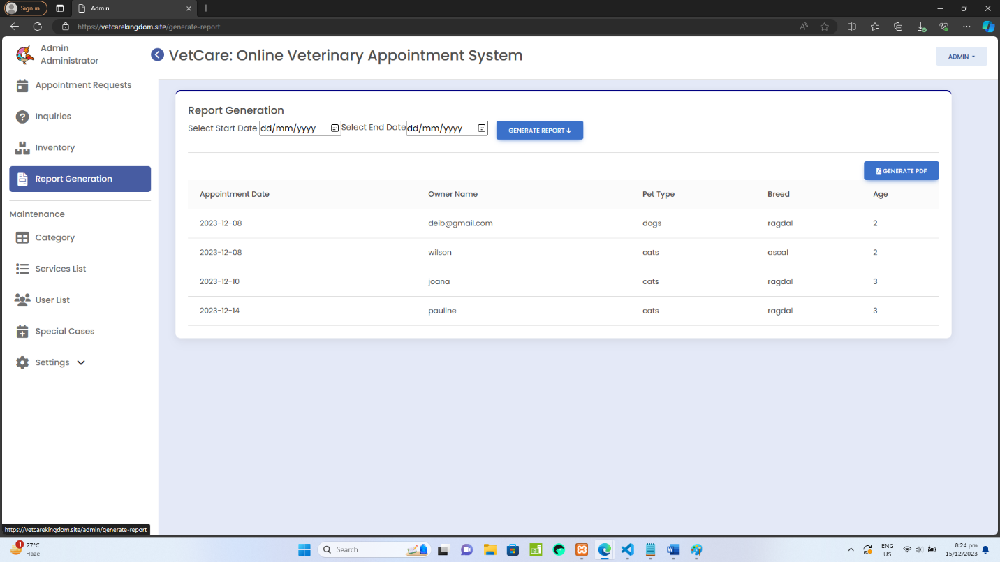 Sign in
Admin
https://vetcarekingdom.site/generate-report
Admin
Administrator
VetCare: Online Veterinary Appointment System
ADMIN
Appointment Requests
Inquiries
Inventory
Report Generation
Maintenance
Category
Services List
User List
Special Cases
Settings
Report Generation
Select Start Date dd/mm/yyyy Select End Date dd/mm/yyyy GENERATE REPORT
GENERATE PDF
Appointment Date Owner Name Pet Type Breed Age
2023-12-08 deib@gmail.com dogs ragdal 2
2023-12-08 wilson cats ascal 2
2023-12-10 joana cats ragdal 3
2023-12-14 pauline cats ragdal 3
https://vetcarekingdom.site/admin/generate-report
1
27°C
Haze
Search
ENG
US
8:24 pm
15/12/2023